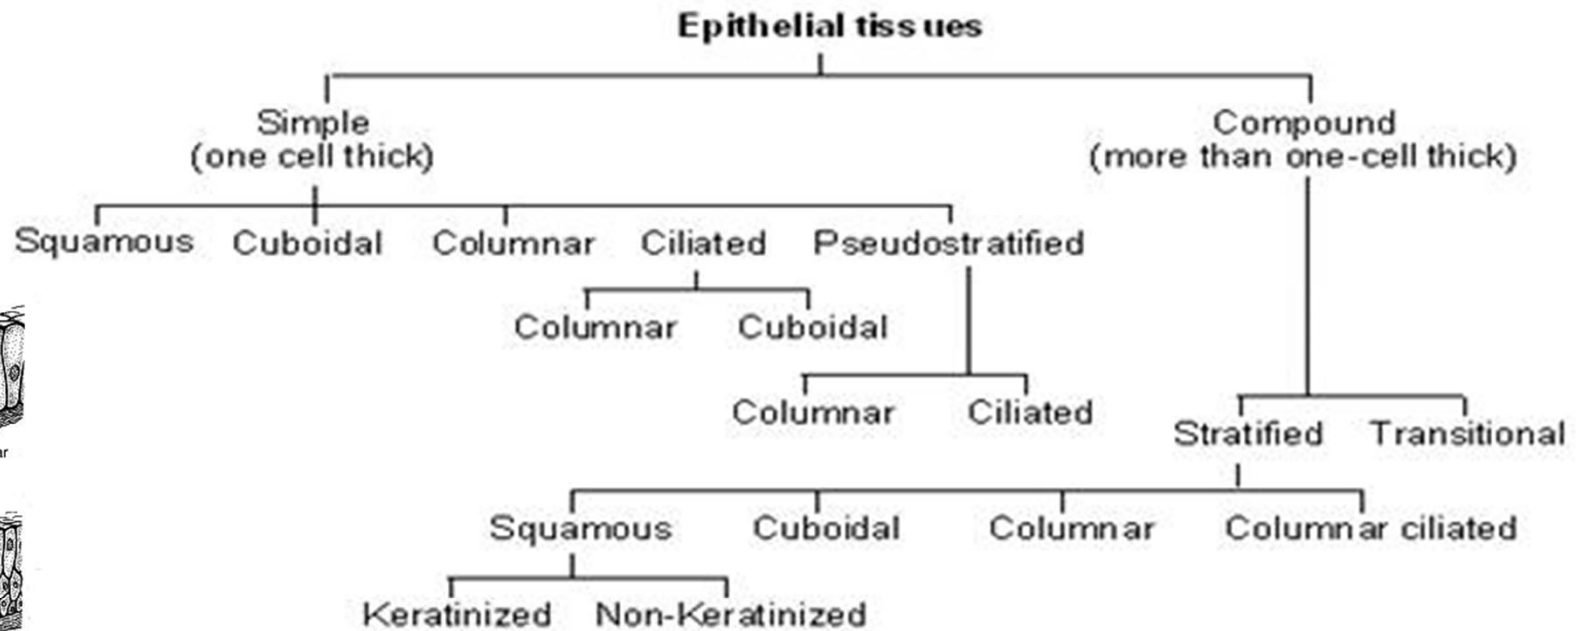 Epithelial tissues
Simple
(one cell thick)
Compound
(more than one-cell thick)
Squamous Cuboidal Columnar Ciliated Pseudostratified
Columnar Cuboidal
Columnar Ciliated
Stratified Transitional
Squamous Cuboidal Columnar Columnar ciliated
Keratinized Non-Keratinized